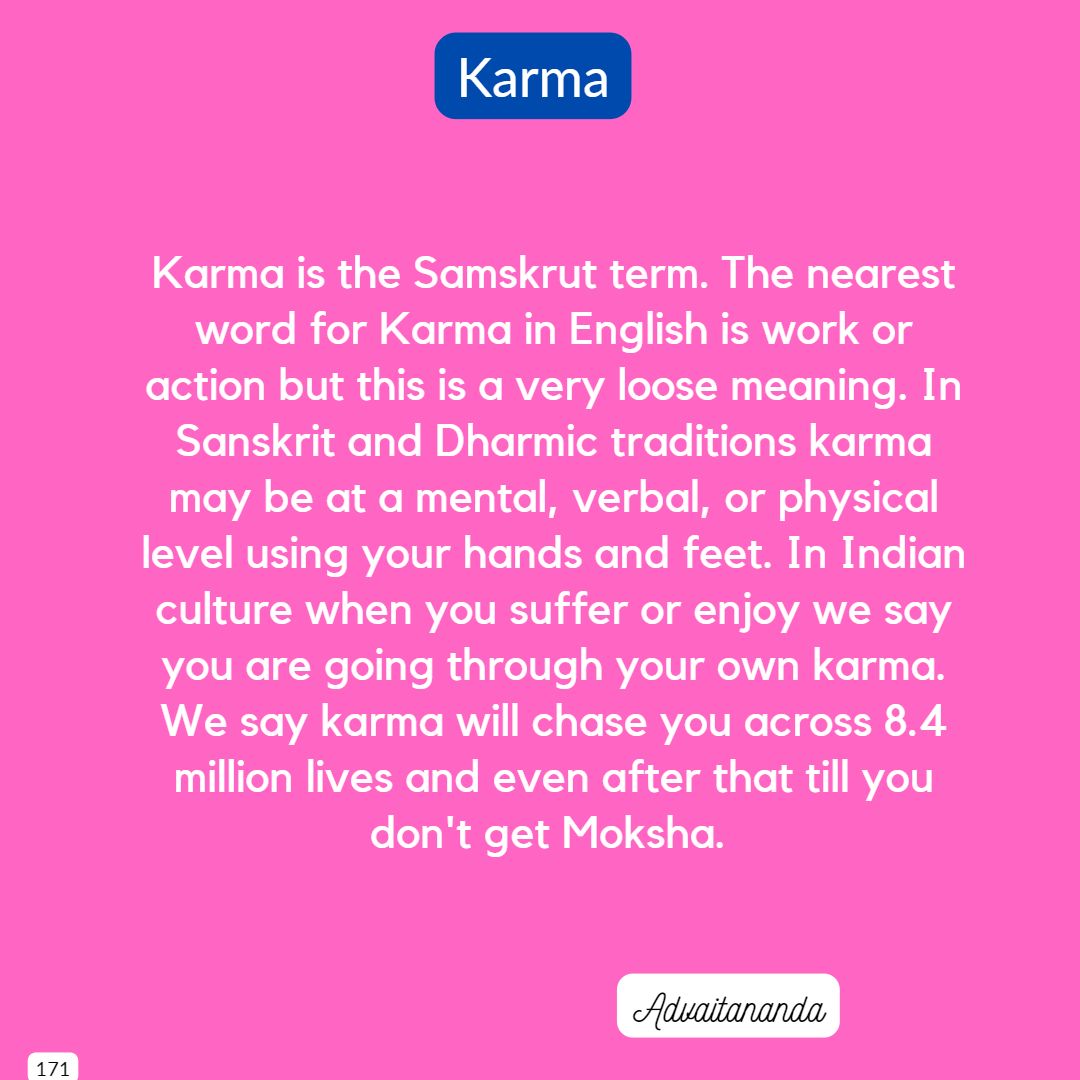 Karma
Karma is the Samskrut term. The nearest
word for Karma in English is work or
action but this is a very loose meaning. In
Sanskrit and Dharmic traditions karma
may be at a mental, verbal, or physical
level using your hands and feet. In Indian
culture when you suffer or enjoy we say
you are going through your own karma.
We say karma will chase you across 8.4
million lives and even after that till you
don't get Moksha.
Advaitananda
171